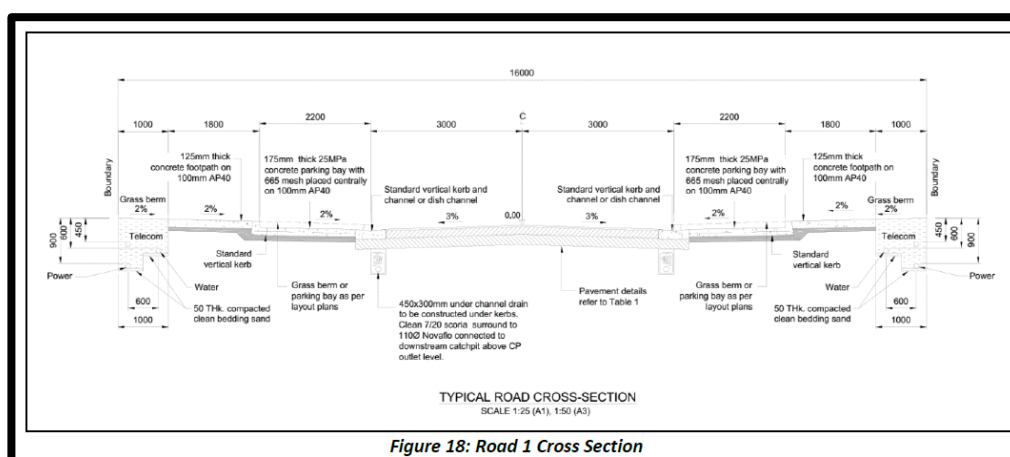 16000
1000
1800
2200
3000
C
3000
2200
1800
1000
Boundary
125mm thick
concrete footpath on
100mm AP40
175mm thick 25MPa
concrete parking bay with
665 mesh placed centrally
on 100mm AP40
Standard vertical kerb and
channel or dish channel
Standard vertical kerb and
channel or dish channel
175mm thick 25MPa
concrete parking bay with
665 mesh placed centrally
on 100mm AP40
125mm thick
concrete footpath on
100mm AP40
Boundary
Grass berm
2%
2%
2%
3%
0.00
3%
2%
2%
Grass berm
2%
900
600
450
Telecom
Telecom
450
600
900
Power
Water
Standard
vertical kerb
Grass berm or
parking bay as per
layout plans
Pavement details
refer to Table 1
Grass berm or
parking bay as per
layout plans
Standard
vertical kerb
Water
Power
600
1000
50 THk. compacted
clean bedding sand
450x300mm under channel drain
to be constructed under kerbs.
Clean 7/20 scoria surround to
110Ø Novaflo connected to
downstream catchpit above CP
outlet level.
50 THk. compacted
clean bedding sand
600
1000
TYPICAL ROAD CROSS-SECTION
SCALE 1:25 (A1), 1:50 (A3)
Figure 18: Road 1 Cross Section